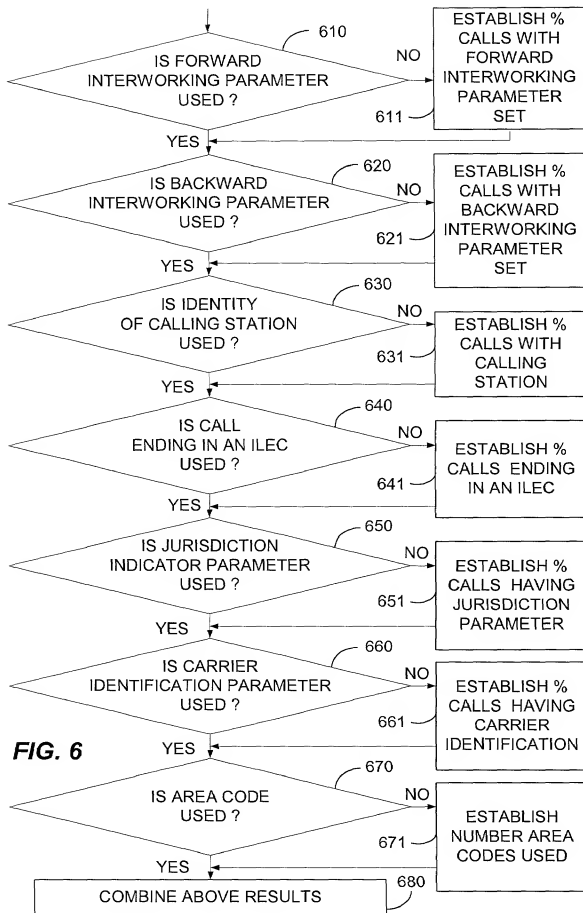 610
IS FORWARD
INTERWORKING PARAMETER
USED ?
NO
ESTABLISH %
CALLS WITH
FORWARD
INTERWORKING
PARAMETER
SET
611
YES
620
IS BACKWARD
INTERWORKING PARAMETER
USED ?
NO
ESTABLISH %
CALLS WITH
BACKWARD
INTERWORKING
PARAMETER
SET
621
YES
630
IS IDENTITY
OF CALLING STATION
USED ?
NO
ESTABLISH %
CALLS WITH
CALLING
STATION
631
YES
640
IS CALL
ENDING IN AN ILEC
USED ?
NO
ESTABLISH %
CALLS ENDING
IN AN ILEC
641
YES
650
IS JURISDICTION
INDICATOR PARAMETER
USED ?
NO
ESTABLISH %
CALLS HAVING
JURISDICTION
PARAMETER
651
YES
660
IS CARRIER
IDENTIFICATION PARAMETER
USED ?
NO
ESTABLISH %
CALLS HAVING
CARRIER
IDENTIFICATION
661
YES
FIG. 6
670
IS AREA CODE
USED ?
NO
ESTABLISH
NUMBER AREA
CODES USED
671
YES
680
COMBINE ABOVE RESULTS